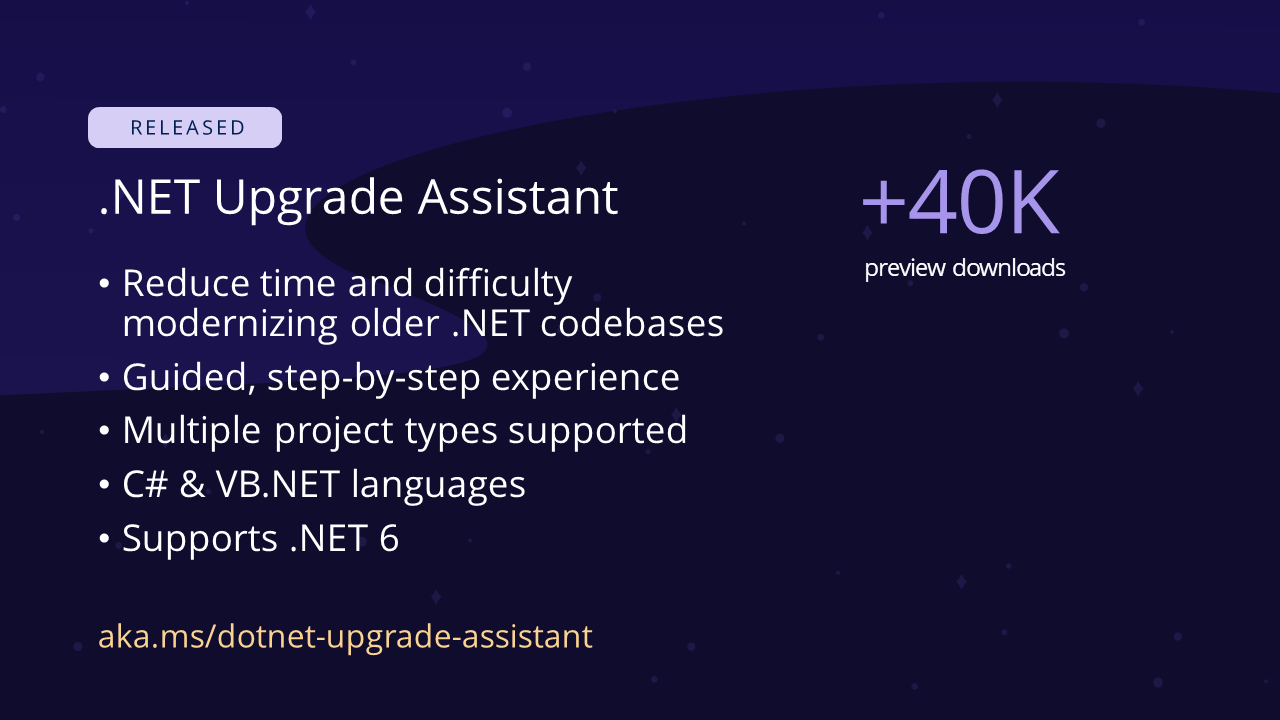 RELEASED
.NET Upgrade Assistant
• Reduce time and difficulty
modernizing older .NET codebases
• Guided, step-by-step experience
• Multiple project types supported
• C# & VB.NET languages
• Supports .NET 6
aka.ms/dotnet-upgrade-assistant
+40K
preview downloads